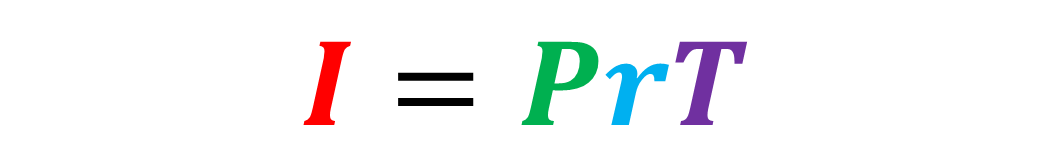 I = PrT